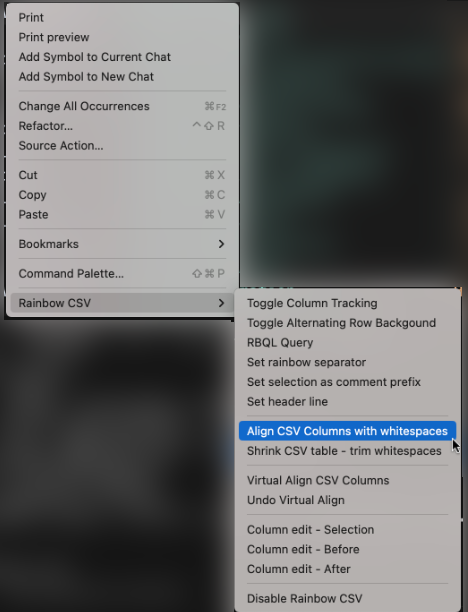 Print
Print preview
Add Symbol to Current Chat
Add Symbol to New Chat
Change All Occurrences ⌘F2
Refactor... ^⇧R
Source Action...
Cut ⌘X
Copy ⌘C
Paste ⌘V
Bookmarks >
Command Palette... ⇧⌘P
Rainbow CSV >
Toggle Column Tracking
Toggle Alternating Row Backgound
RBQL Query
Set rainbow separator
Set selection as comment prefix
Set header line
Align CSV Columns with whitespaces
Shrink CSV table - trim whitespaces
Virtual Align CSV Columns
Undo Virtual Align
Column edit - Selection
Column edit - Before
Column edit - After
Disable Rainbow CSV